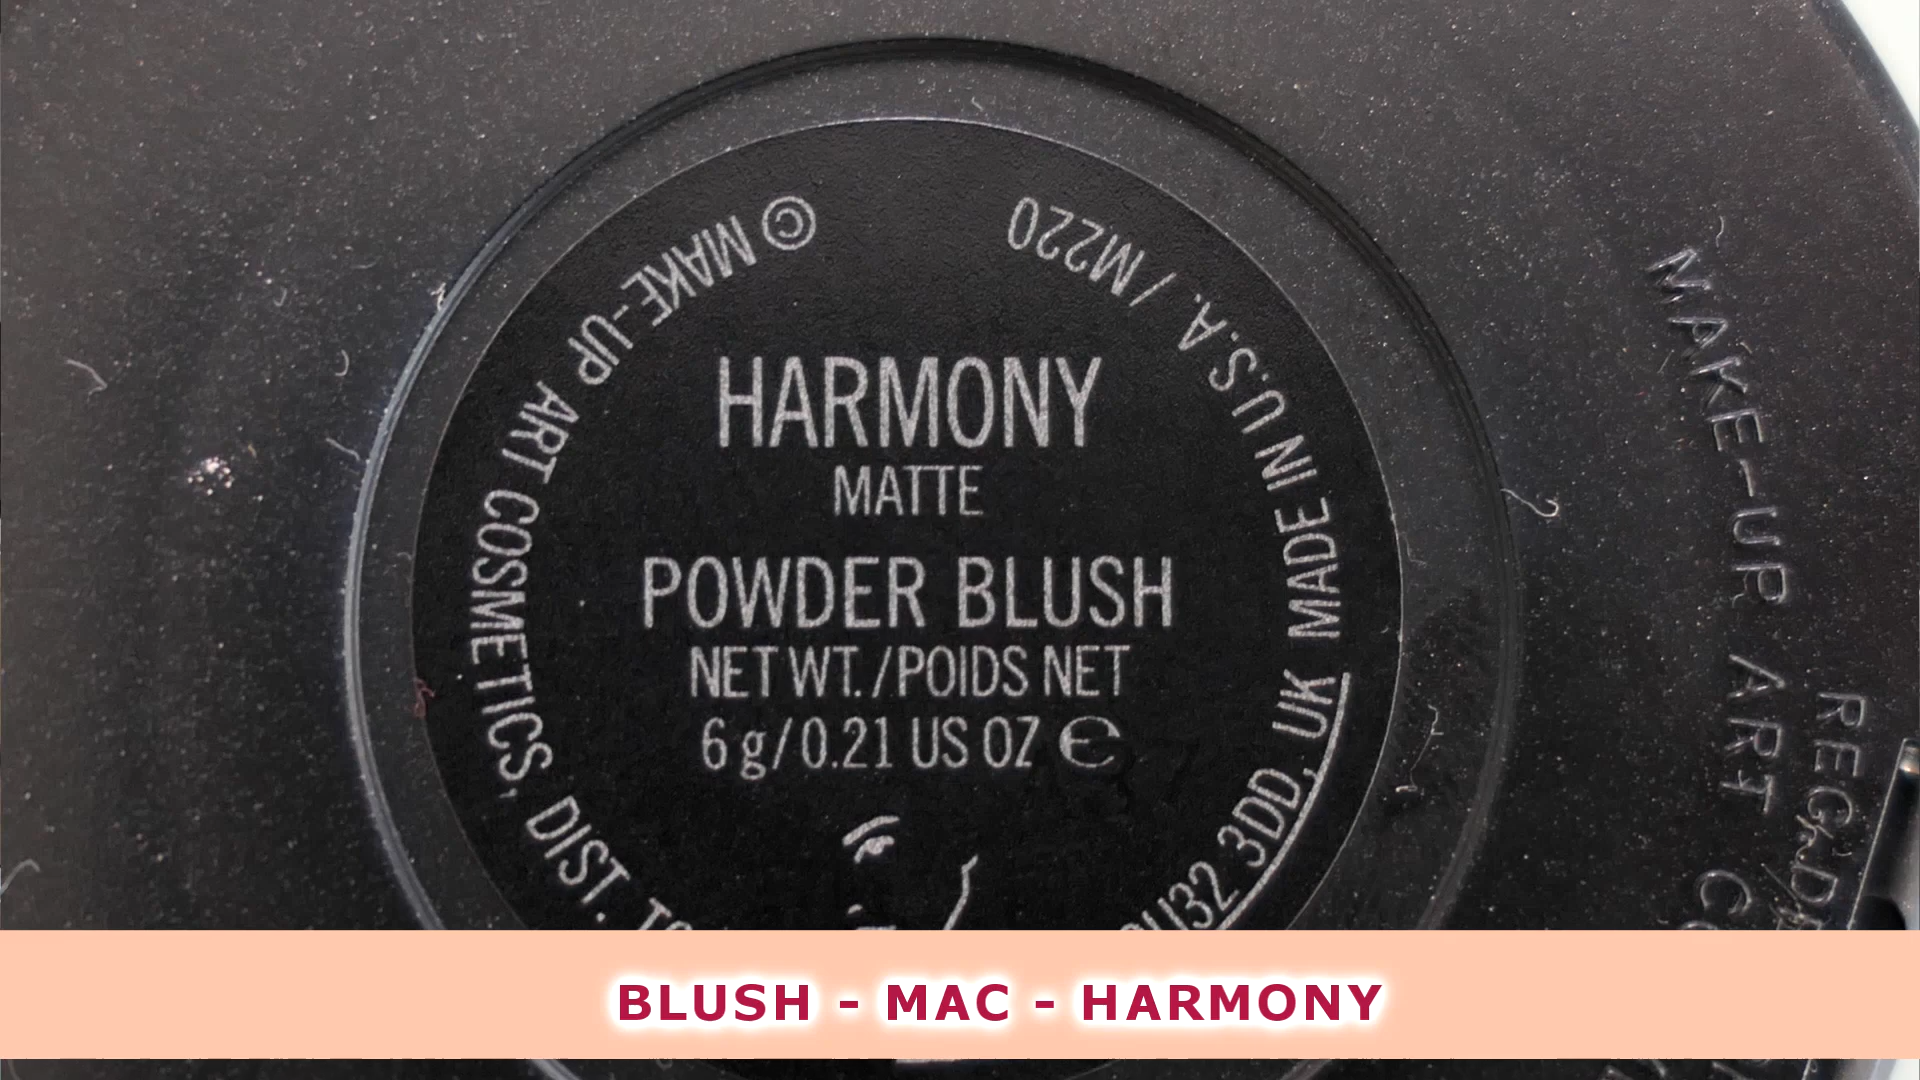 HARMONY
MATTE
POWDER BLUSH
NET WT./POIDS NET
6 g/0.21 US OZ ℮
© MAKE-UP ART COSMETICS, DIST.
3DD, UK MADE IN U.S.A. / M220
MAKE-UP ART
BLUSH - MAC - HARMONY